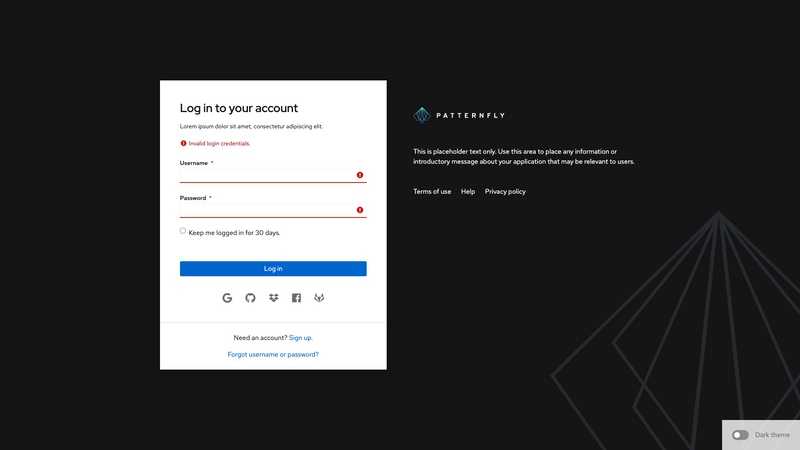 Log in to your account
Lorem ipsum dolor sit amet, consectetur adipiscing elit.
Invalid login credentials.
Username *
Password *
Keep me logged in for 30 days.
Log in
Need an account? Sign up.
Forgot username or password?
PATTERNFLY
This is placeholder text only. Use this area to place any information or
introductory message about your application that may be relevant to users.
Terms of use Help Privacy policy
Dark theme